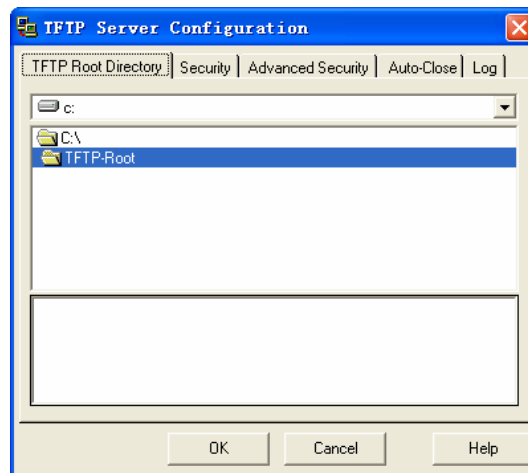 TFTP Server Configuration
TFTP Root Directory Security Advanced Security Auto-Close Log
c:
C:\
TFTP-Root
OK Cancel Help